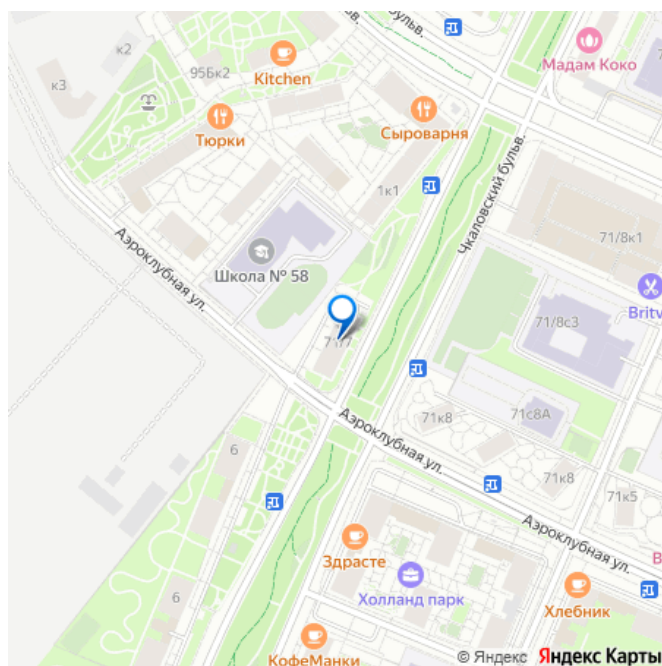 к2
к3
95Бк2
Kitchen
бульв.
Мадам Коко
Тюрки
Сыроварня
1к1
Чкаловский бульв.
71/8к1
Аэроклубная ул.
Школа № 58
Britv
71/8с3
71/7
71к8
71с8А
Аэроклубная ул.
6
71к8
71к5
Аэроклубная ул.
Здрасте
Холланд парк
Хлебник
6
КофеМанки
© Яндекс Яндекс Карты